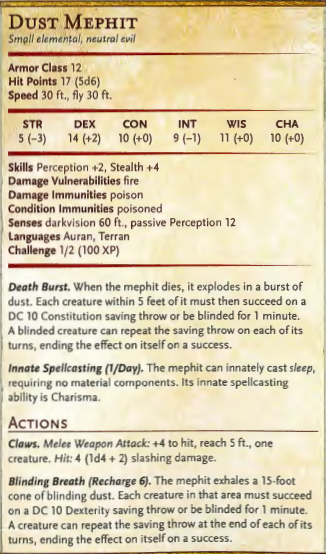 DUST MEPHIT
Small elemental, neutral evil
Armor Class 12
Hit Points 17 (5d6)
Speed 30 ft., fly 30 ft.
STR DEX CON INT WIS CHA
5 (–3) 14 (+2) 10 (+0) 9 (–1) 11 (+0) 10 (+0)
Skills Perception +2, Stealth +4
Damage Vulnerabilities fire
Damage Immunities poison
Condition Immunities poisoned
Senses darkvision 60 ft., passive Perception 12
Languages Auran, Terran
Challenge 1/2 (100 XP)
Death Burst. When the mephit dies, it explodes in a burst of
dust. Each creature within 5 feet of it must then succeed on a
DC 10 Constitution saving throw or be blinded for 1 minute.
A blinded creature can repeat the saving throw on each of its
turns, ending the effect on itself on a success.
Innate Spellcasting (1/Day). The mephit can innately cast sleep,
requiring no material components. Its innate spellcasting
ability is Charisma.
ACTIONS
Claws. Melee Weapon Attack: +4 to hit, reach 5 ft., one
creature. Hit: 4 (1d4 + 2) slashing damage.
Blinding Breath (Recharge 6). The mephit exhales a 15-foot
cone of blinding dust. Each creature in that area must succeed
on a DC 10 Dexterity saving throw or be blinded for 1 minute.
A creature can repeat the saving throw at the end of each of its
turns, ending the effect on itself on a success.